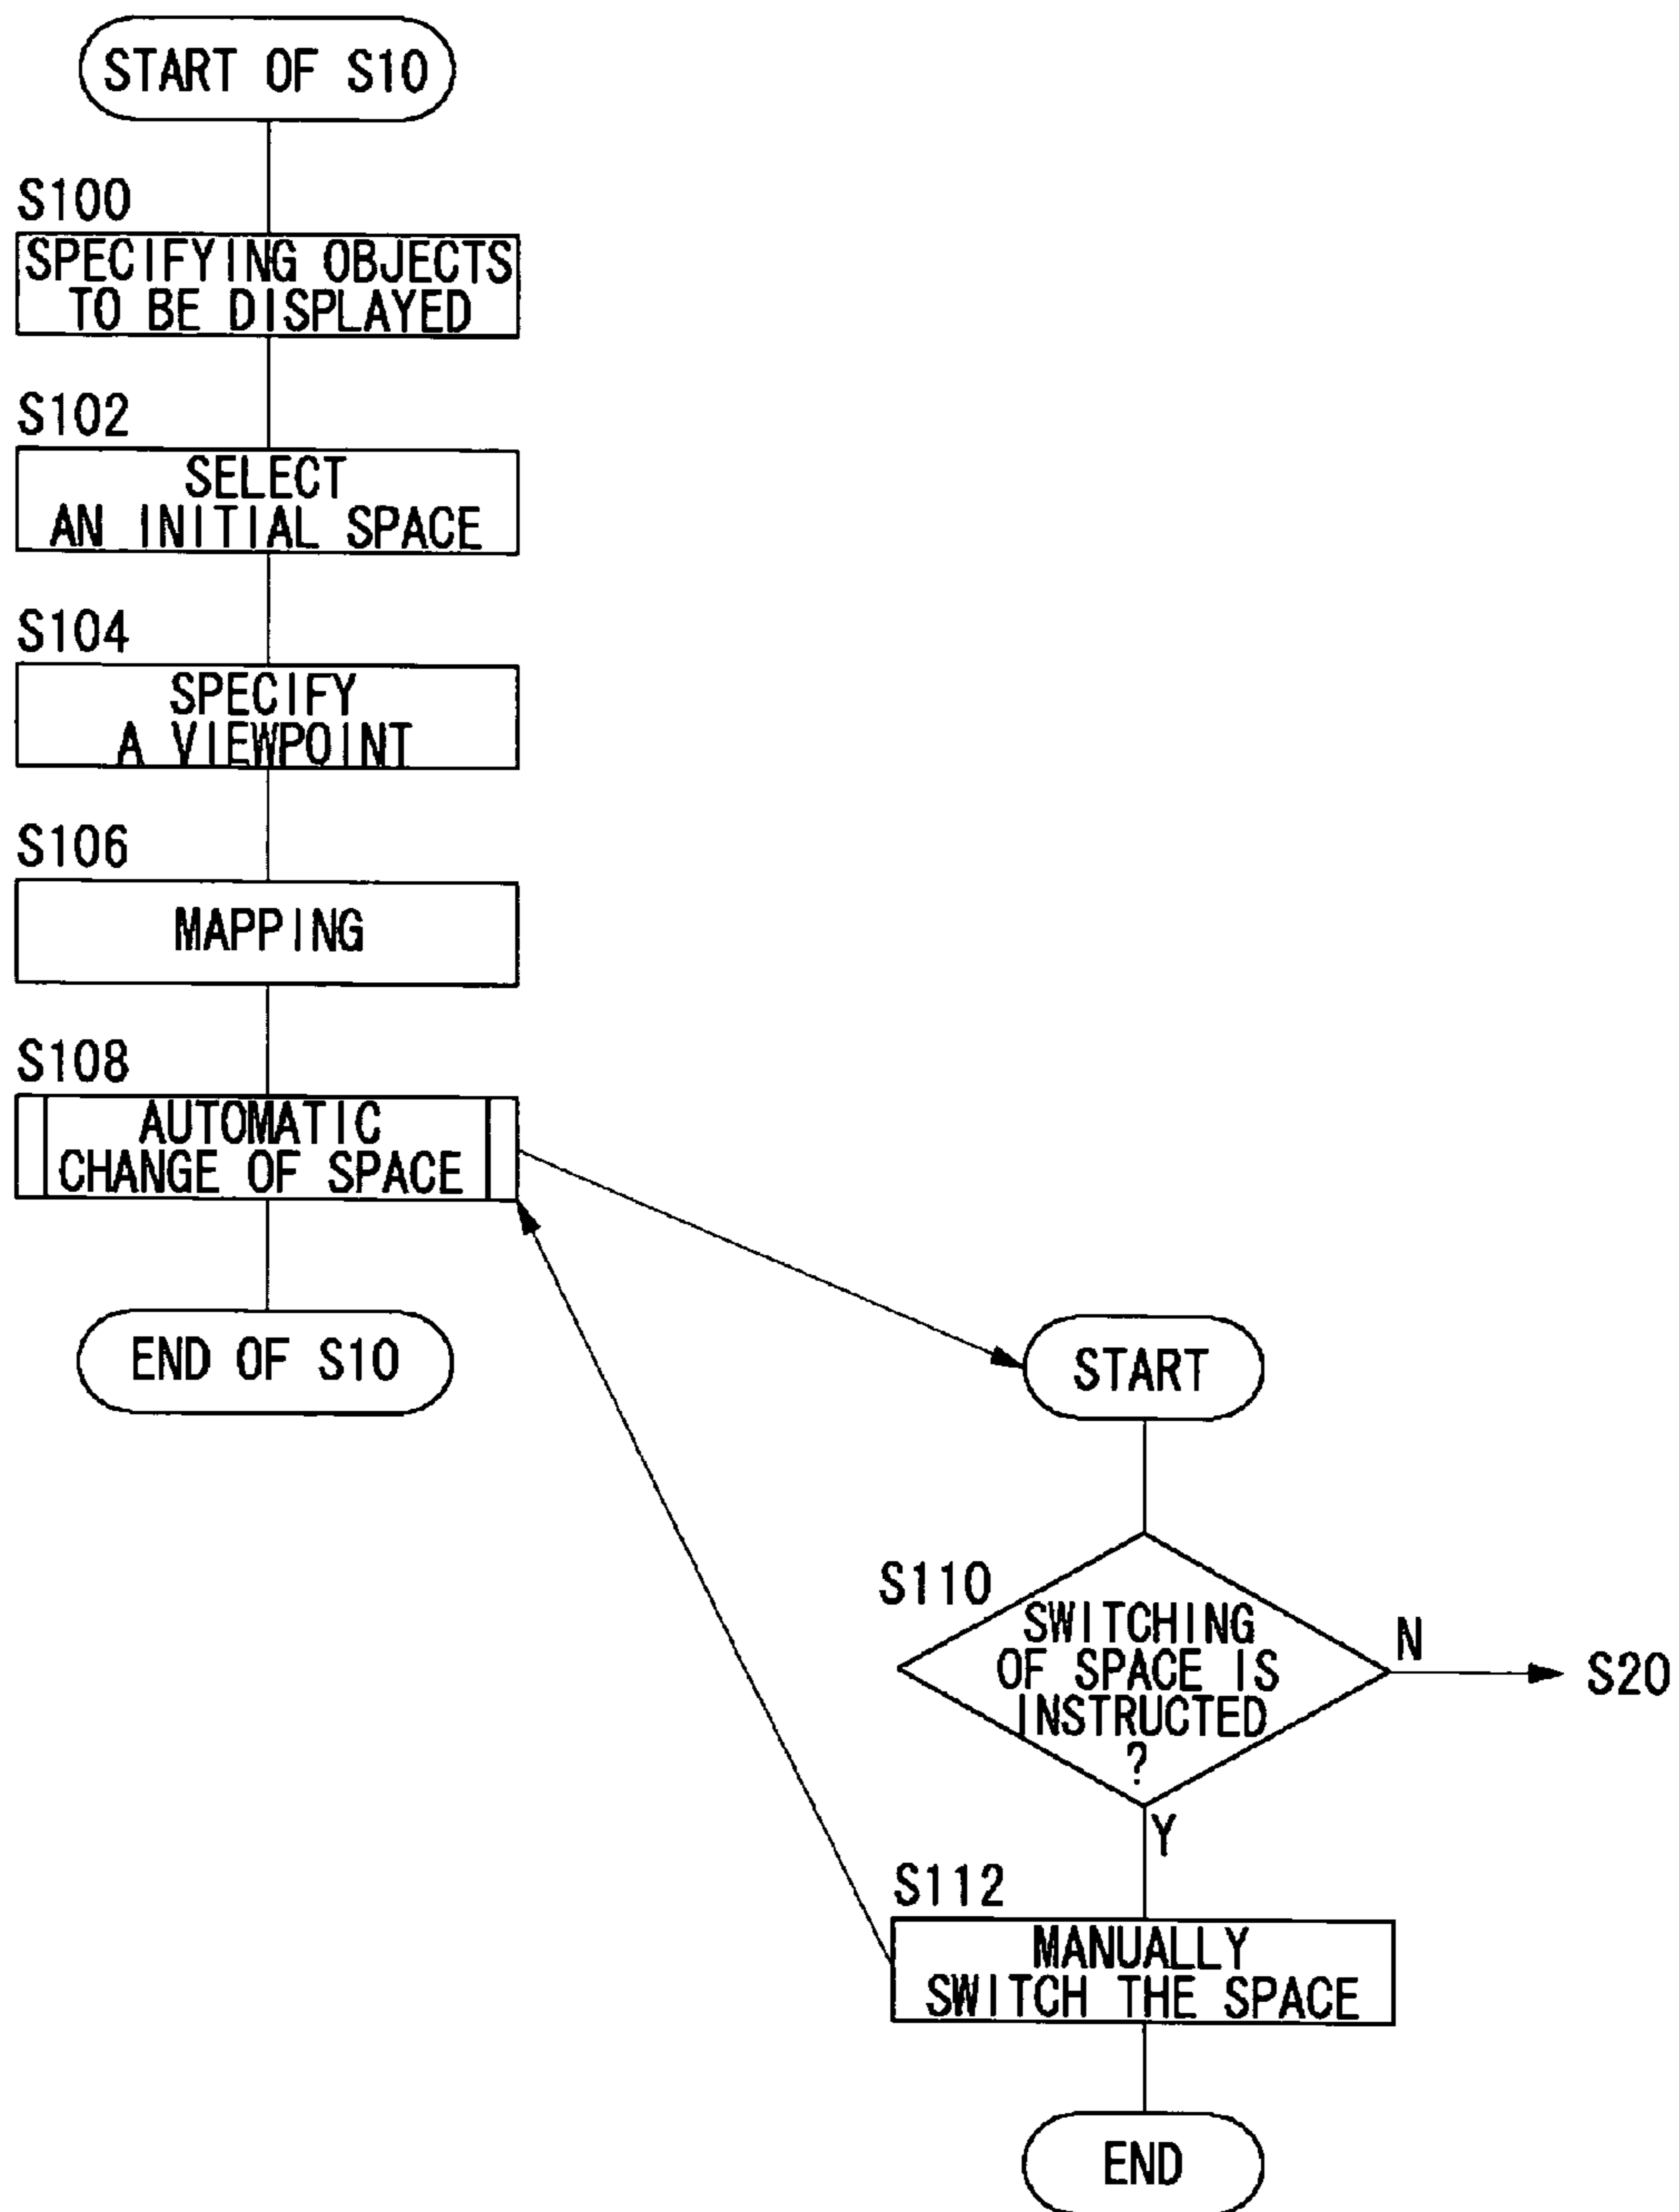 START OF S10
S100
SPECIFYING OBJECTS
TO BE DISPLAYED
S102
SELECT
AN INITIAL SPACE
S104
SPECIFY
A VIEWPOINT
S106
MAPPING
S108
AUTOMATIC
CHANGE OF SPACE
END OF S10
START
S110
SWITCHING
OF SPACE IS
INSTRUCTED
?
N
S20
Y
S112
MANUALLY
SWITCH THE SPACE
END